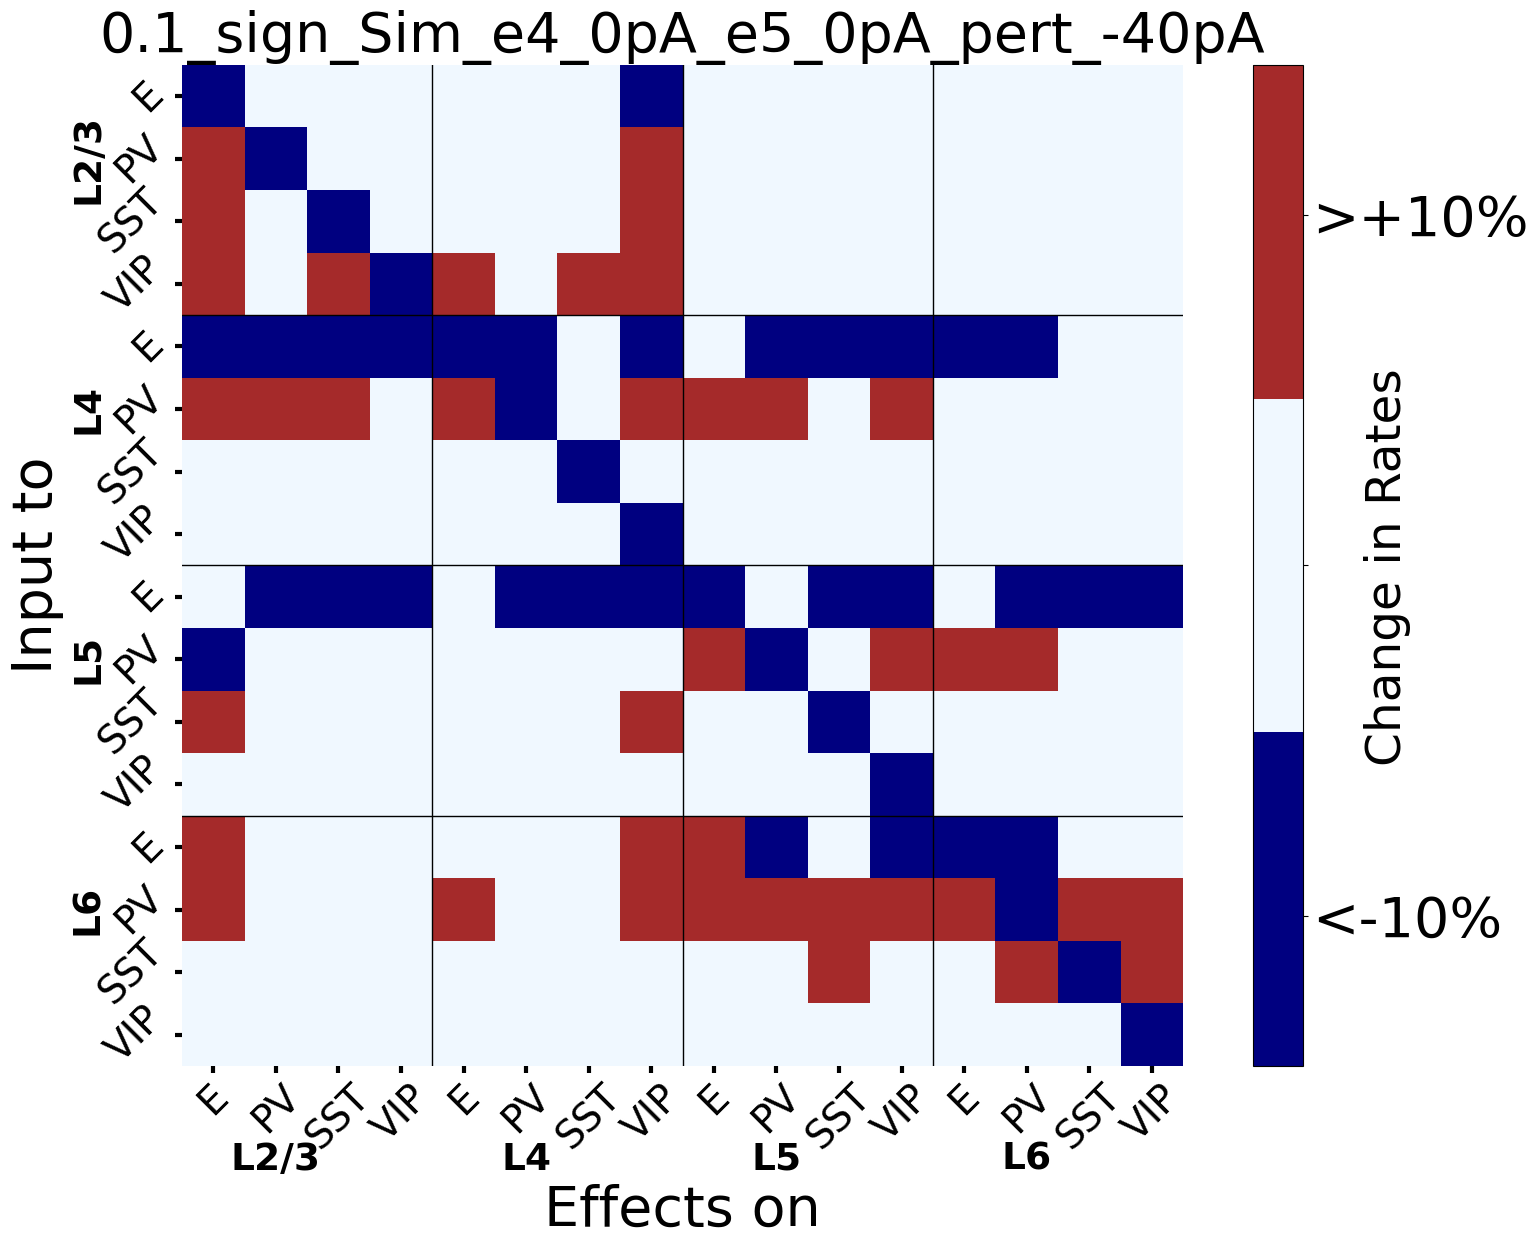 0.1_sign_Sim_e4_0pA_e5_0pA_pert_-40pA
Input to
L2/3
E
PV
SST
VIP
L4
E
PV
SST
VIP
L5
E
PV
SST
VIP
L6
E
PV
SST
VIP
E PV SST VIP E PV SST VIP E PV SST VIP E PV SST VIP
L2/3 L4 L5 L6
Effects on
>+10%
<-10%
Change in Rates